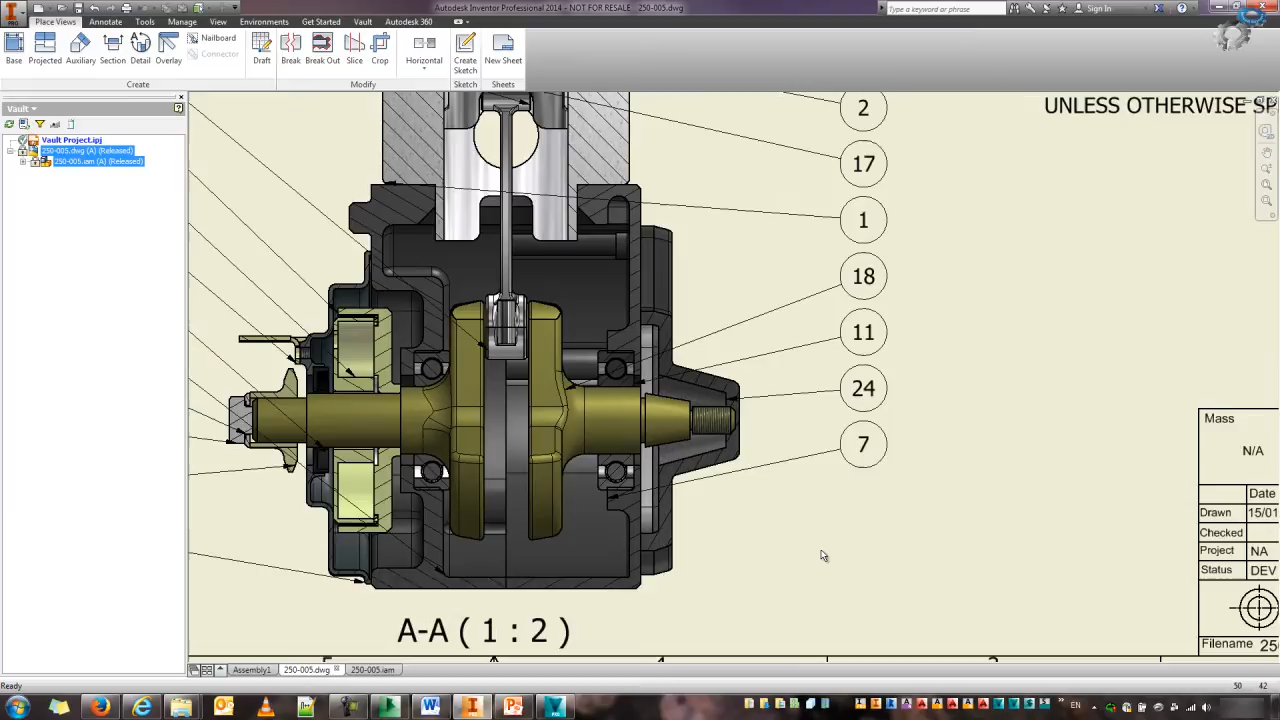 Autodesk Inventor Professional 2014 - NOT FOR RESALE 250-005.dwg
Type a keyword or phrase
Sign In
PRO
Place Views Annotate Tools Manage View Environments Get Started Vault Autodesk 360
Base Projected Auxiliary Section Detail Overlay
Nailboard
Connector
Draft Break Break Out Slice Crop Horizontal
Create Sketch
New Sheet
Create Modify Sketch Sheets
Vault
Vault Project.ipj
250-005.dwg (A) (Released)
250-005.iam (A) (Released)
UNLESS OTHERWISE SP
2
17
1
18
11
24
7
A-A ( 1 : 2 )
Mass
N/A
Date
Drawn 15/01
Checked
Project NA
Status DEV
Filename 25
Assembly1 250-005.dwg 250-005.iam
Ready
50 42
EN